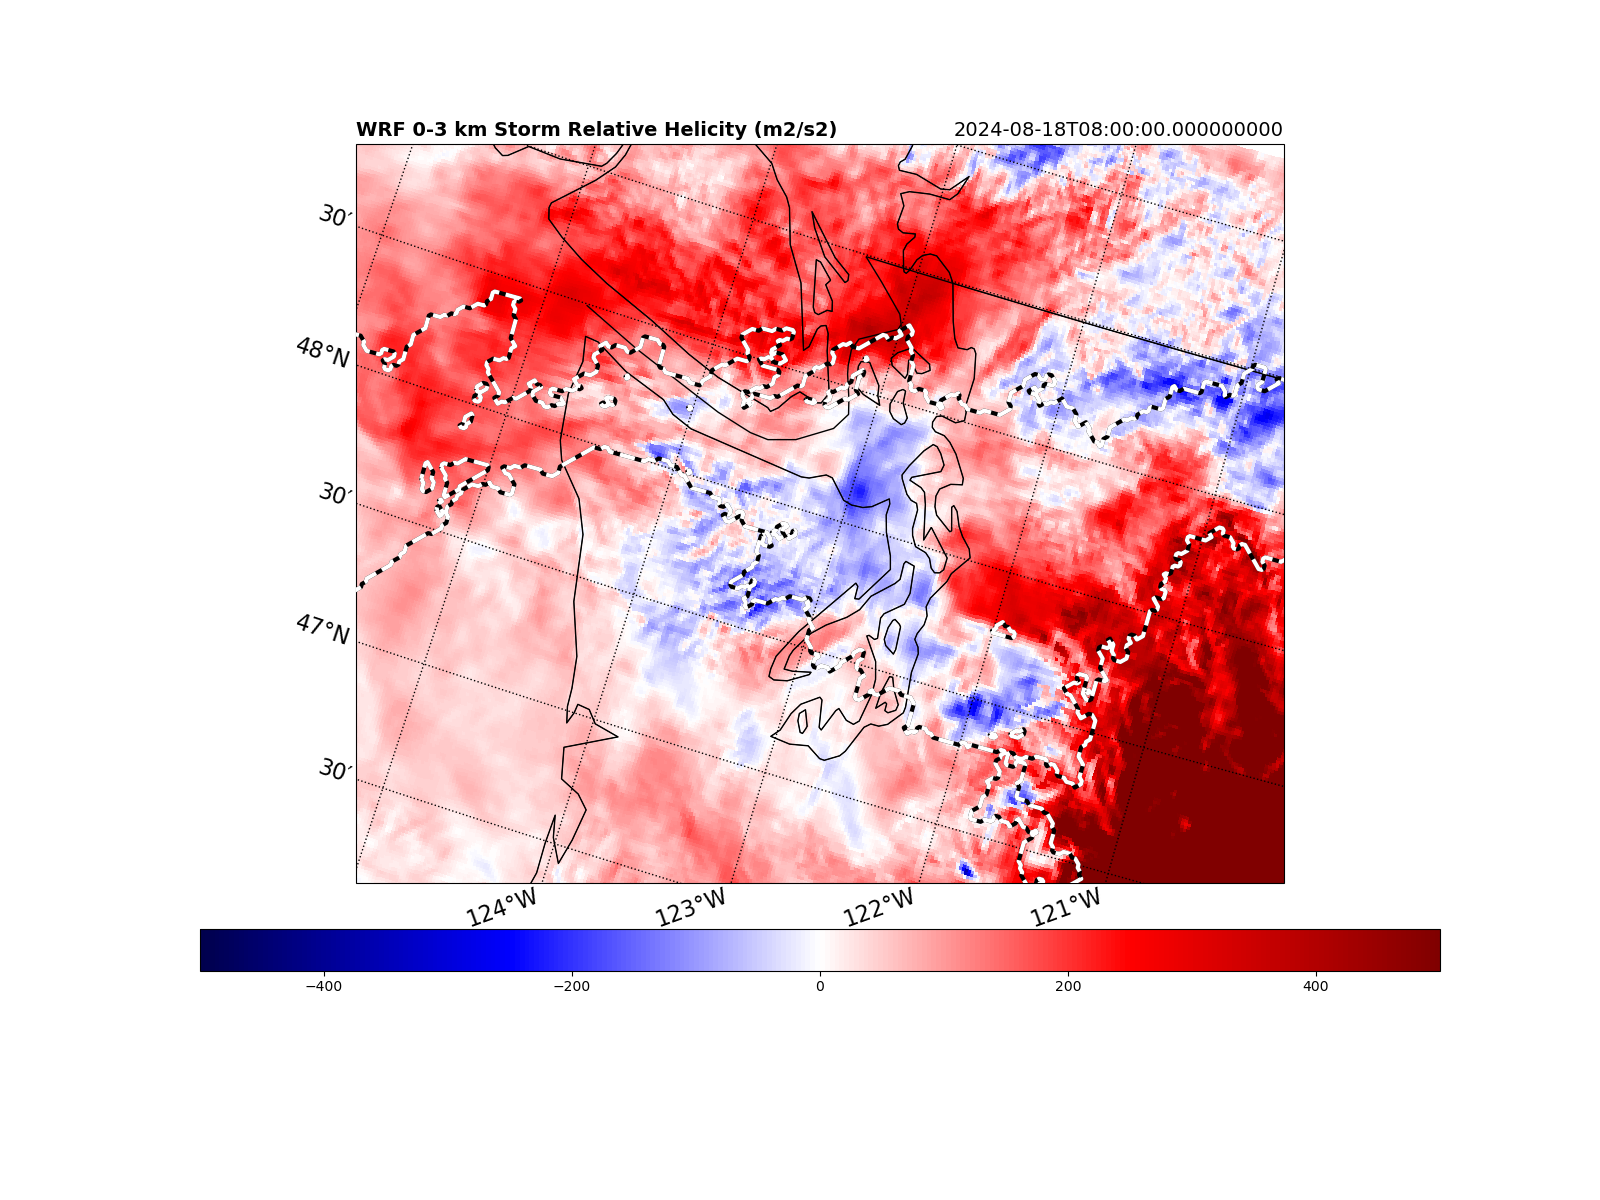 WRF 0-3 km Storm Relative Helicity (m2/s2) 2024-08-18T08:00:00.000000000
30′
48°N
30′
47°N
30′
124°W 123°W 122°W 121°W
−400 −200 0 200 400